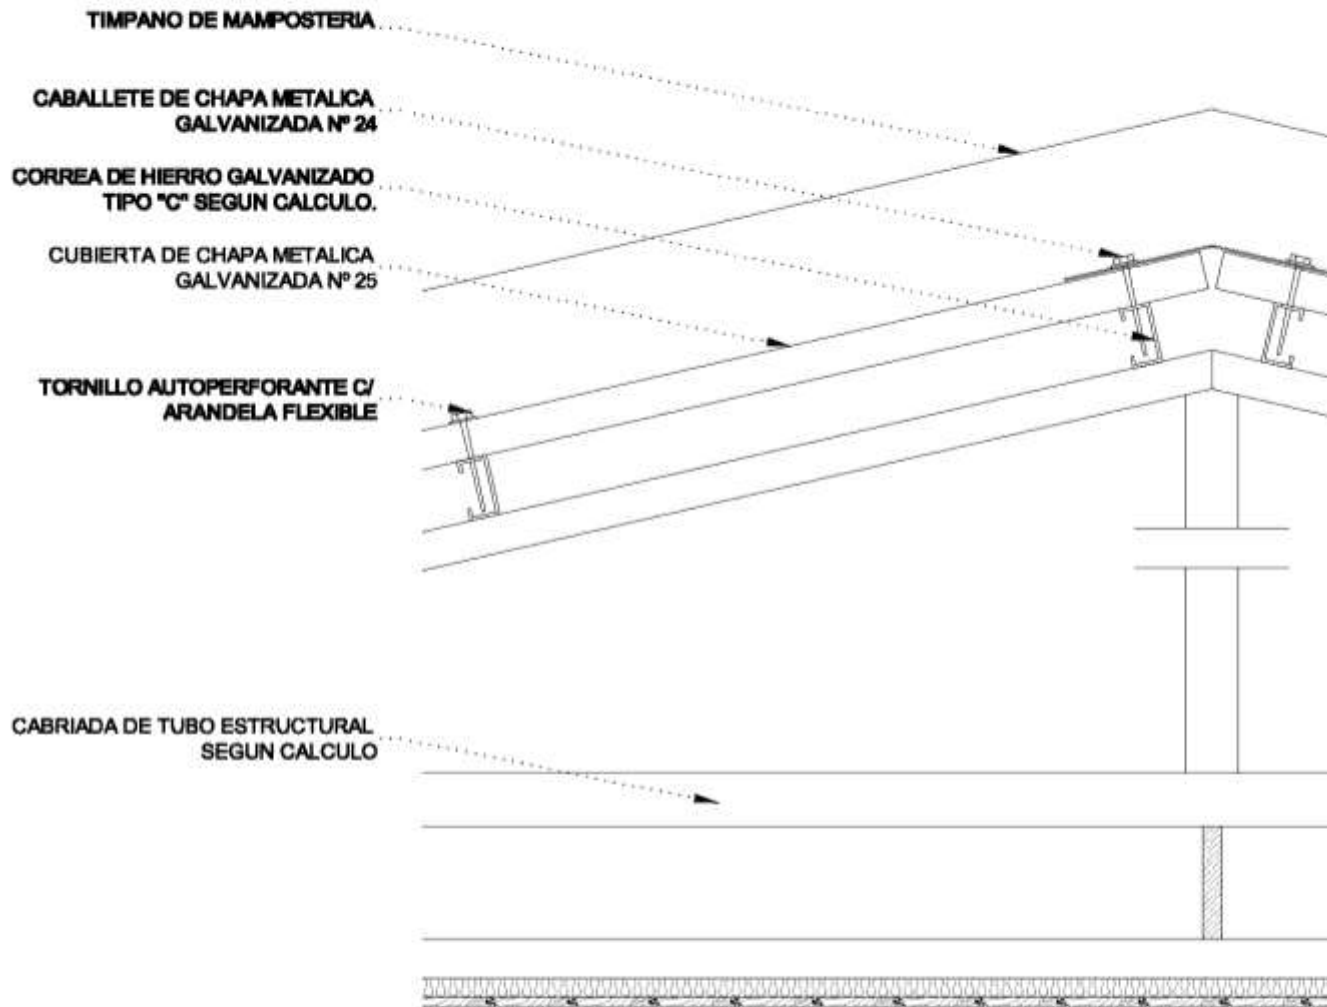 TIMPANO DE MAMPOSTERIA
CABALLETE DE CHAPA METALICA
GALVANIZADA Nº 24
CORREA DE HIERRO GALVANIZADO
TIPO "C" SEGUN CALCULO.
CUBIERTA DE CHAPA METALICA
GALVANIZADA Nº 25
TORNILLO AUTOPERFORANTE C/
ARANDELA FLEXIBLE
CABRIADA DE TUBO ESTRUCTURAL
SEGUN CALCULO